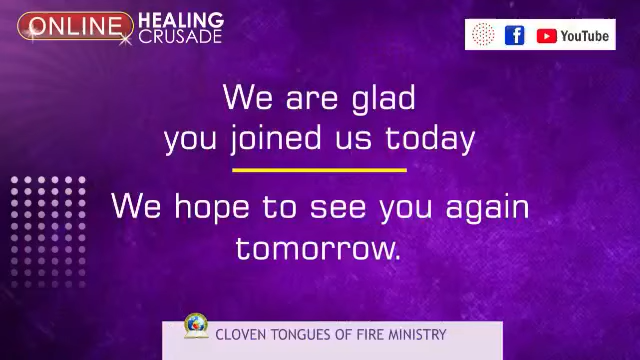 ONLINE HEALING
CRUSADE
YouTube
We are glad
you joined us today
We hope to see you again
tomorrow.
CLOVEN TONGUES OF FIRE MINISTRY